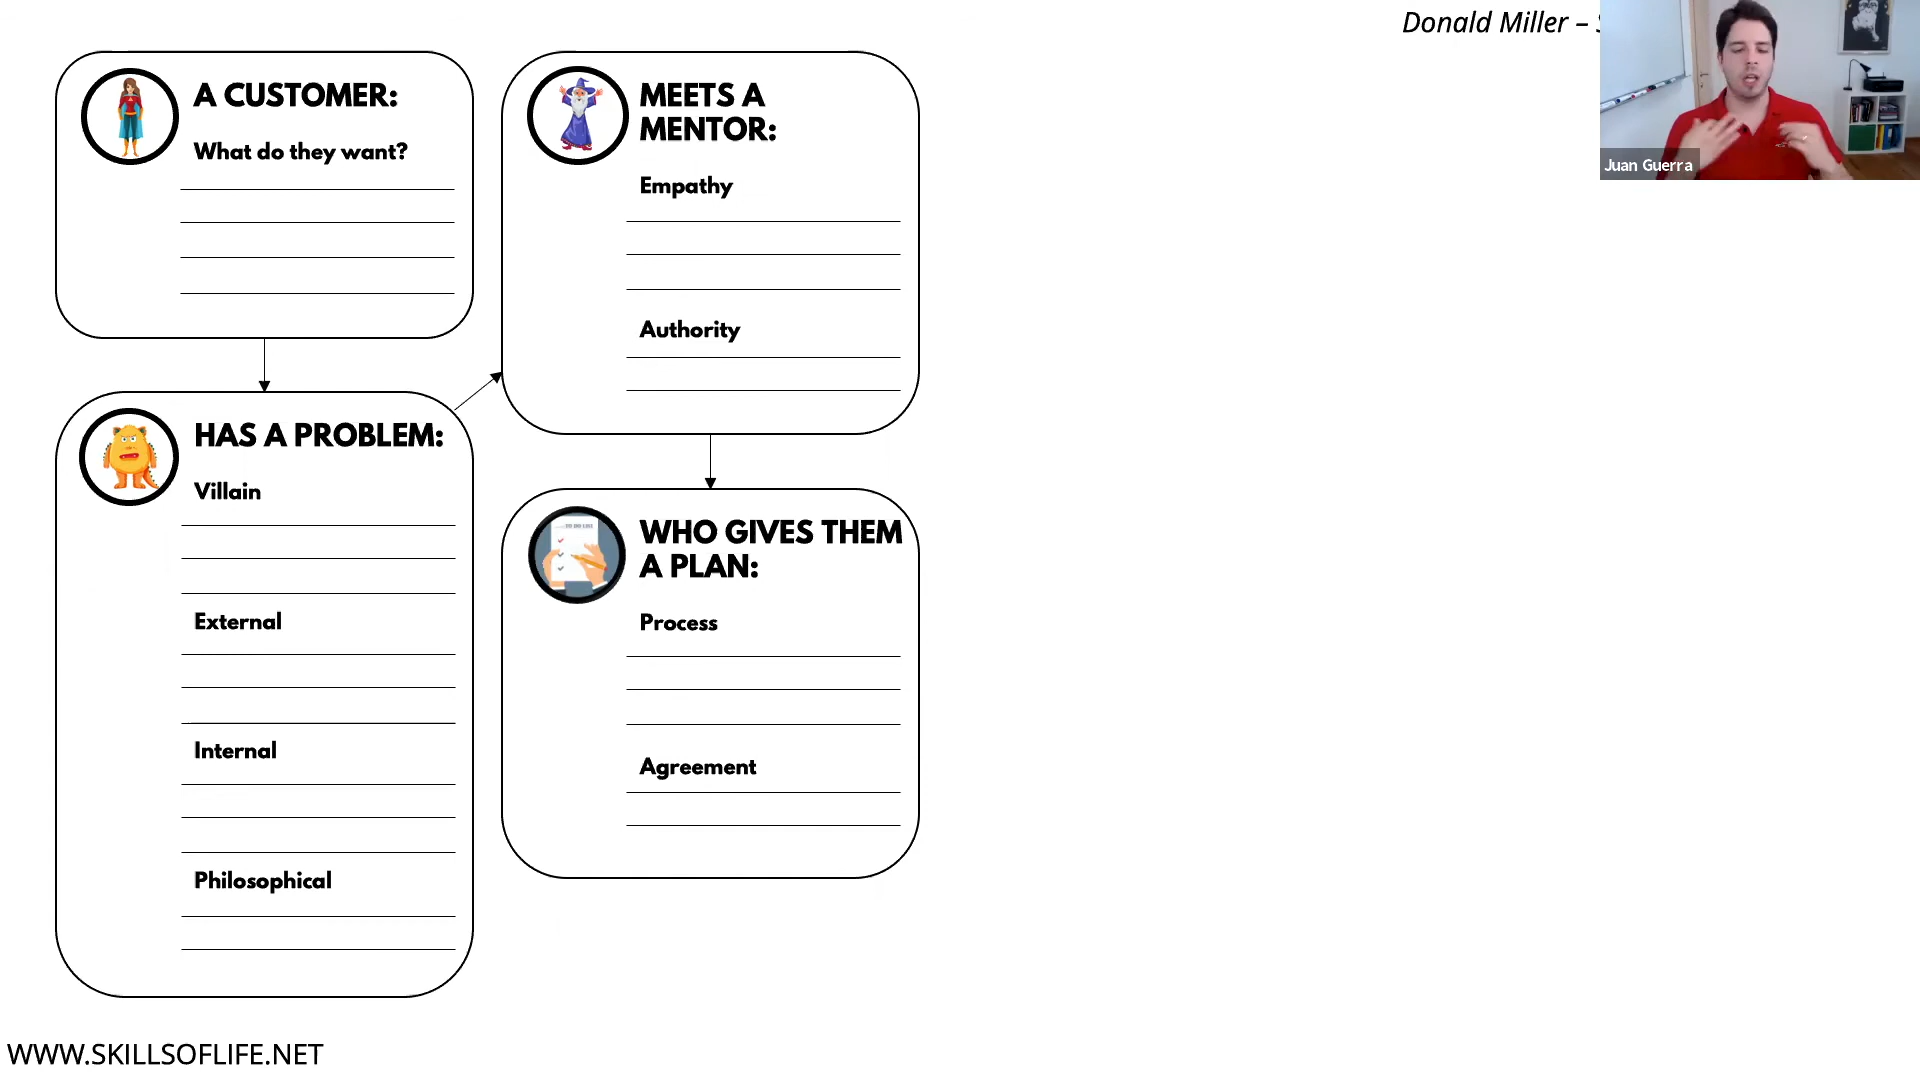 Donald Miller –
A CUSTOMER:
What do they want?
HAS A PROBLEM:
Villain
External
Internal
Philosophical
MEETS A
MENTOR:
Empathy
Authority
WHO GIVES THEM
A PLAN:
Process
Agreement
Juan Guerra
WWW.SKILLSOFLIFE.NET